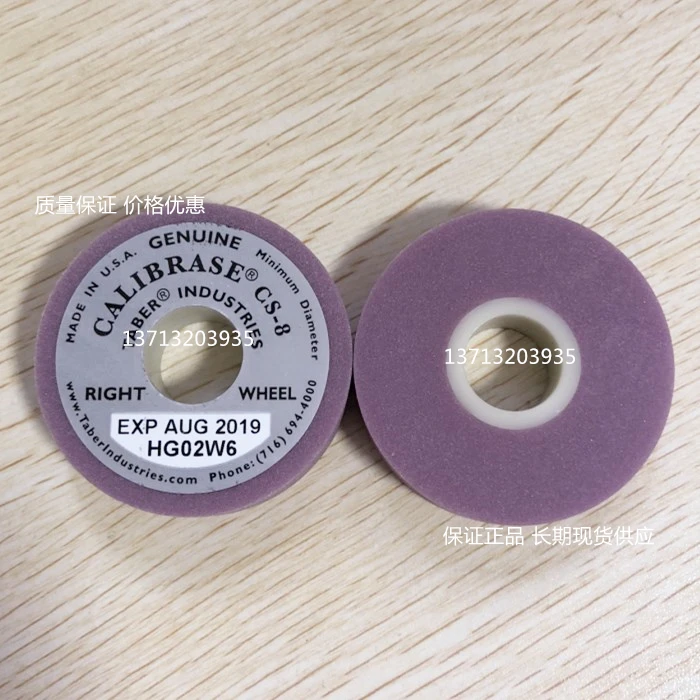 质量保证 价格优惠
GENUINE
MADE IN U.S.A.
CALIBRASE® CS-8
Minimum Diameter
TABER® INDUSTRIES
13713203935
13713203935
RIGHT WHEEL
EXP AUG 2019
HG02W6
www.TaberIndustries.com Phone: (716) 694-4000
保证正品 长期现货供应